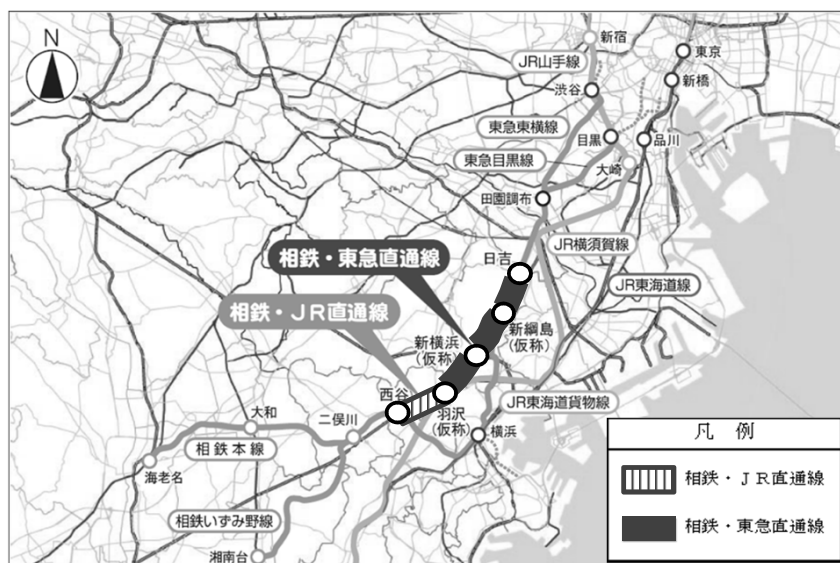 N
新宿
東京
JR山手線
新橋
渋谷
東急東横線
目黒
品川
東急目黒線
大崎
田園調布
JR横須賀線
相鉄・東急直通線
日吉
JR東海道線
相鉄・JR直通線
新綱島
(仮称)
新横浜
(仮称)
西谷
羽沢
(仮称)
JR東海道貨物線
大和
二俣川
横浜
相鉄本線
海老名
相鉄いずみ野線
湘南台
凡 例
相鉄・JR直通線
相鉄・東急直通線